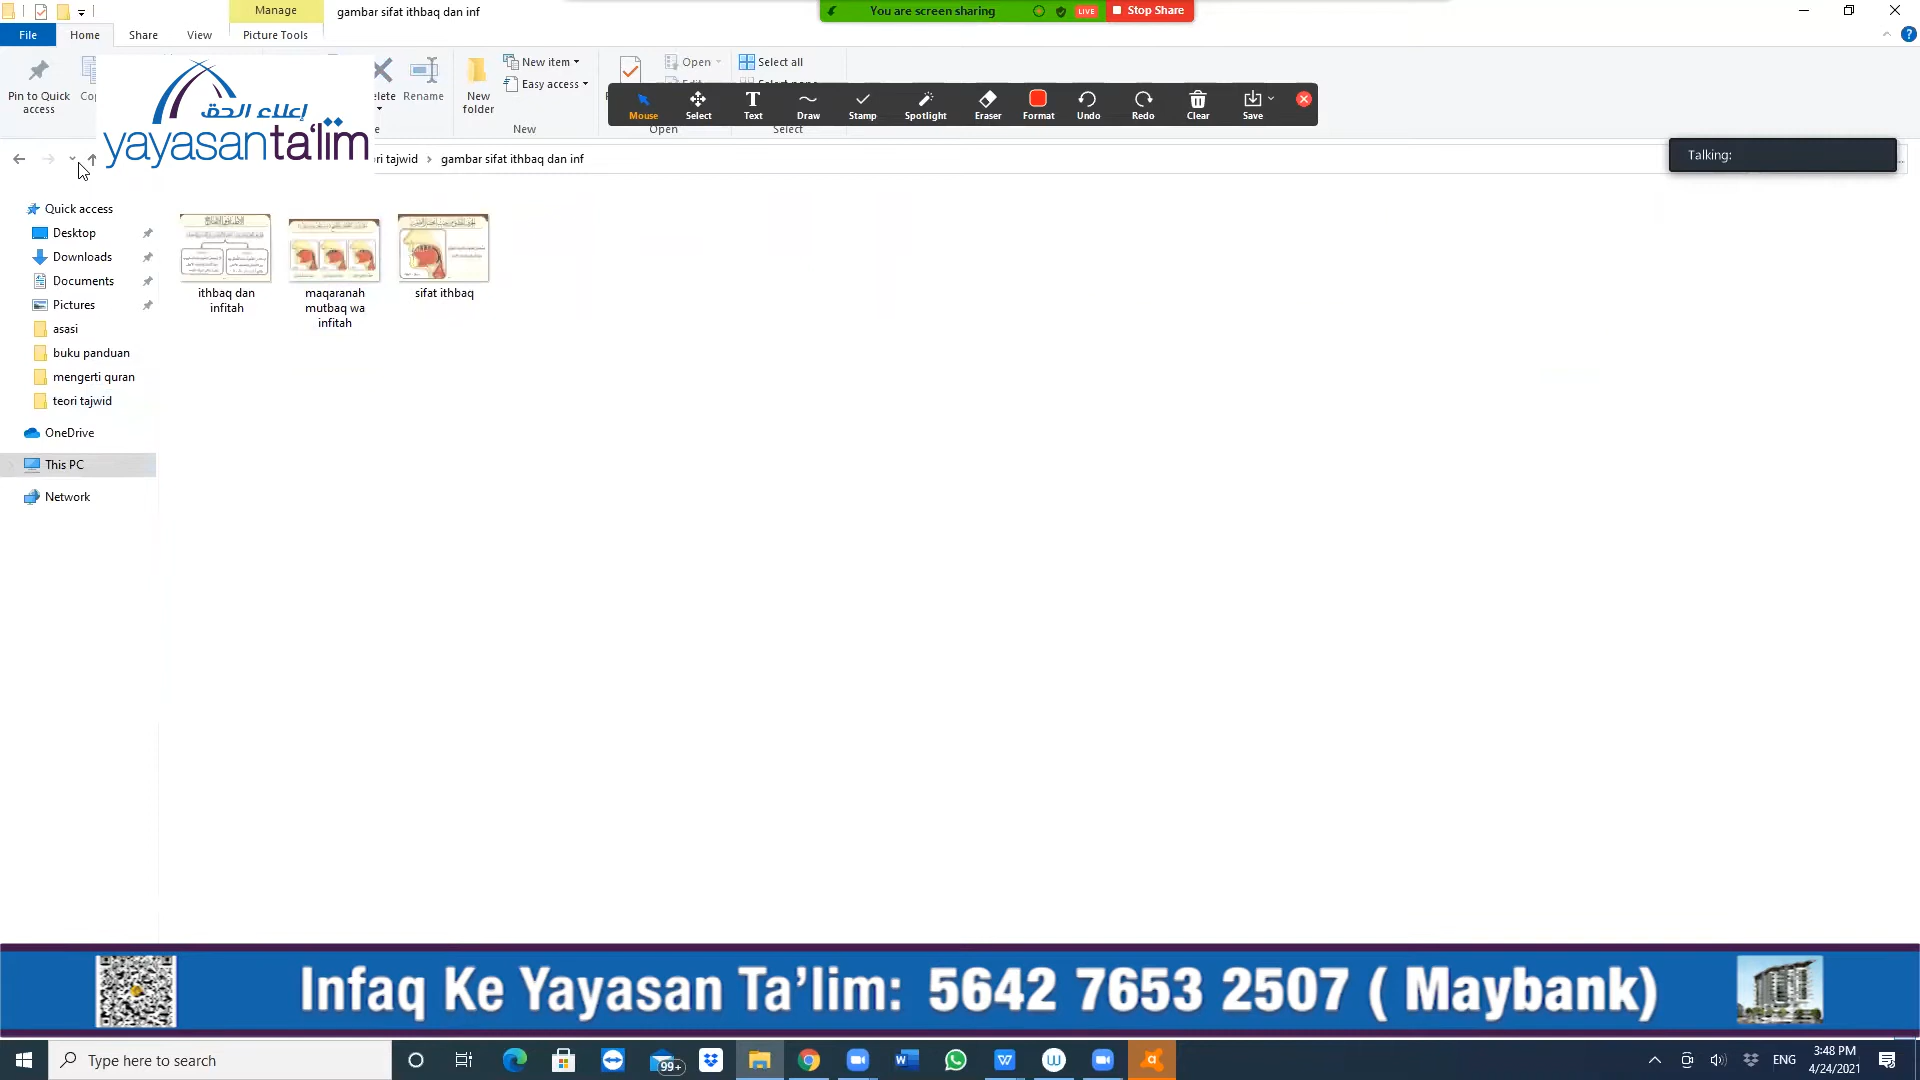 Manage
gambar sifat ithbaq dan inf
You are screen sharing
LIVE
Stop Share
File
Home
Share
View
Picture Tools
Pin to Quick access
Rename
New folder
New item
Easy access
New
Open
Open
Select all
Select
Mouse
Select
Text
Draw
Stamp
Spotlight
Eraser
Format
Undo
Redo
Clear
Save
إعلاء الحق
yayasanta'lim
tajwid > gambar sifat ithbaq dan inf
Talking:
Quick access
Desktop
Downloads
Documents
Pictures
asasi
buku panduan
mengerti quran
teori tajwid
OneDrive
This PC
Network
ithbaq dan
infitah
maqaranah
mutbaq wa
infitah
sifat ithbaq
Infaq Ke Yayasan Ta'lim: 5642 7653 2507 ( Maybank)
Type here to search
99+
ENG
3:48 PM
4/24/2021